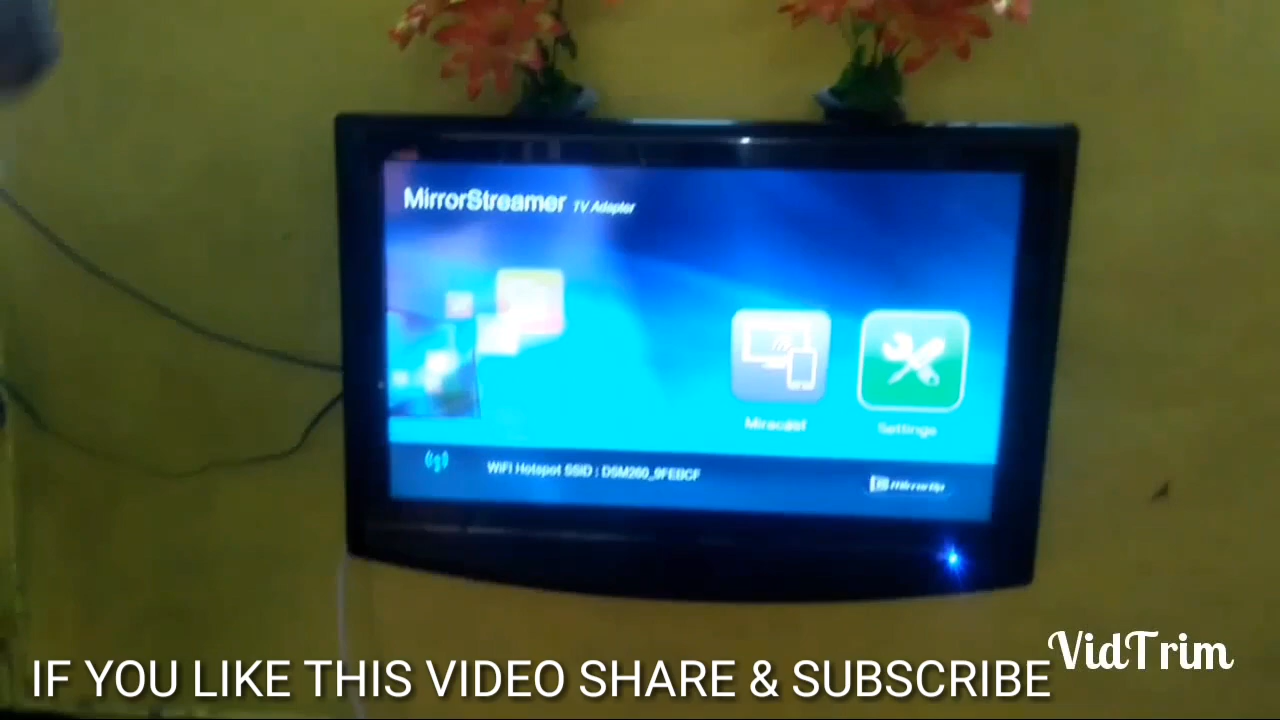 MirrorStreamer TV Adapter
Miracast
Settings
WiFi Hotspot SSID : DSM260_9FEBCF
VidTrim
IF YOU LIKE THIS VIDEO SHARE & SUBSCRIBE